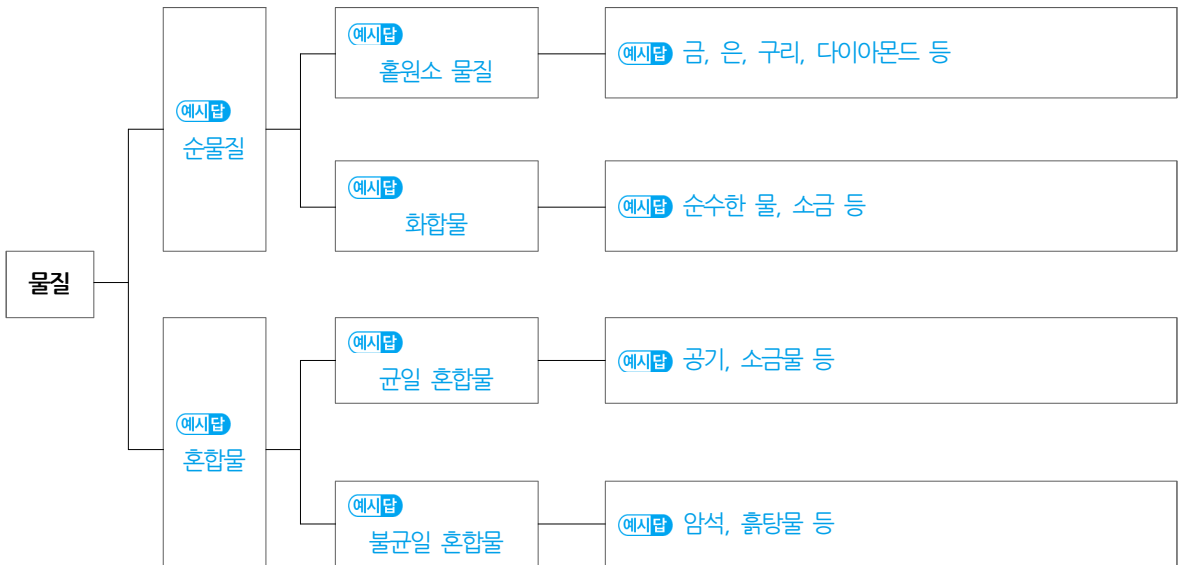 물질
예시답
순물질
예시답
홑원소 물질
예시답 금, 은, 구리, 다이아몬드 등
예시답
화합물
예시답 순수한 물, 소금 등
예시답
혼합물
예시답
균일 혼합물
예시답 공기, 소금물 등
예시답
불균일 혼합물
예시답 암석, 흙탕물 등